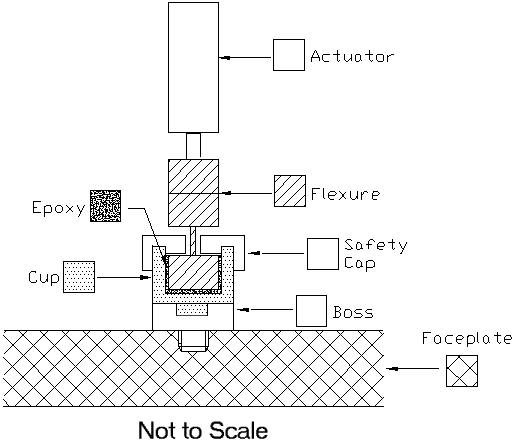 Actuator
Flexure
Epoxy
Safety
Cap
Cup
Boss
Faceplate
Not to Scale